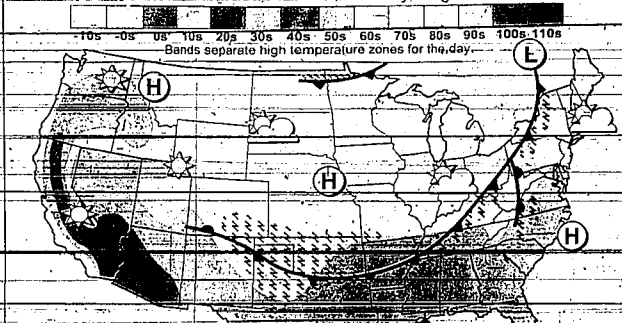 -10s -0s 0s 10s 20s 30s 40s 50s 60s 70s 80s 90s 100s 110s
Bands separate high temperature zones for the day.
L
H
H
H